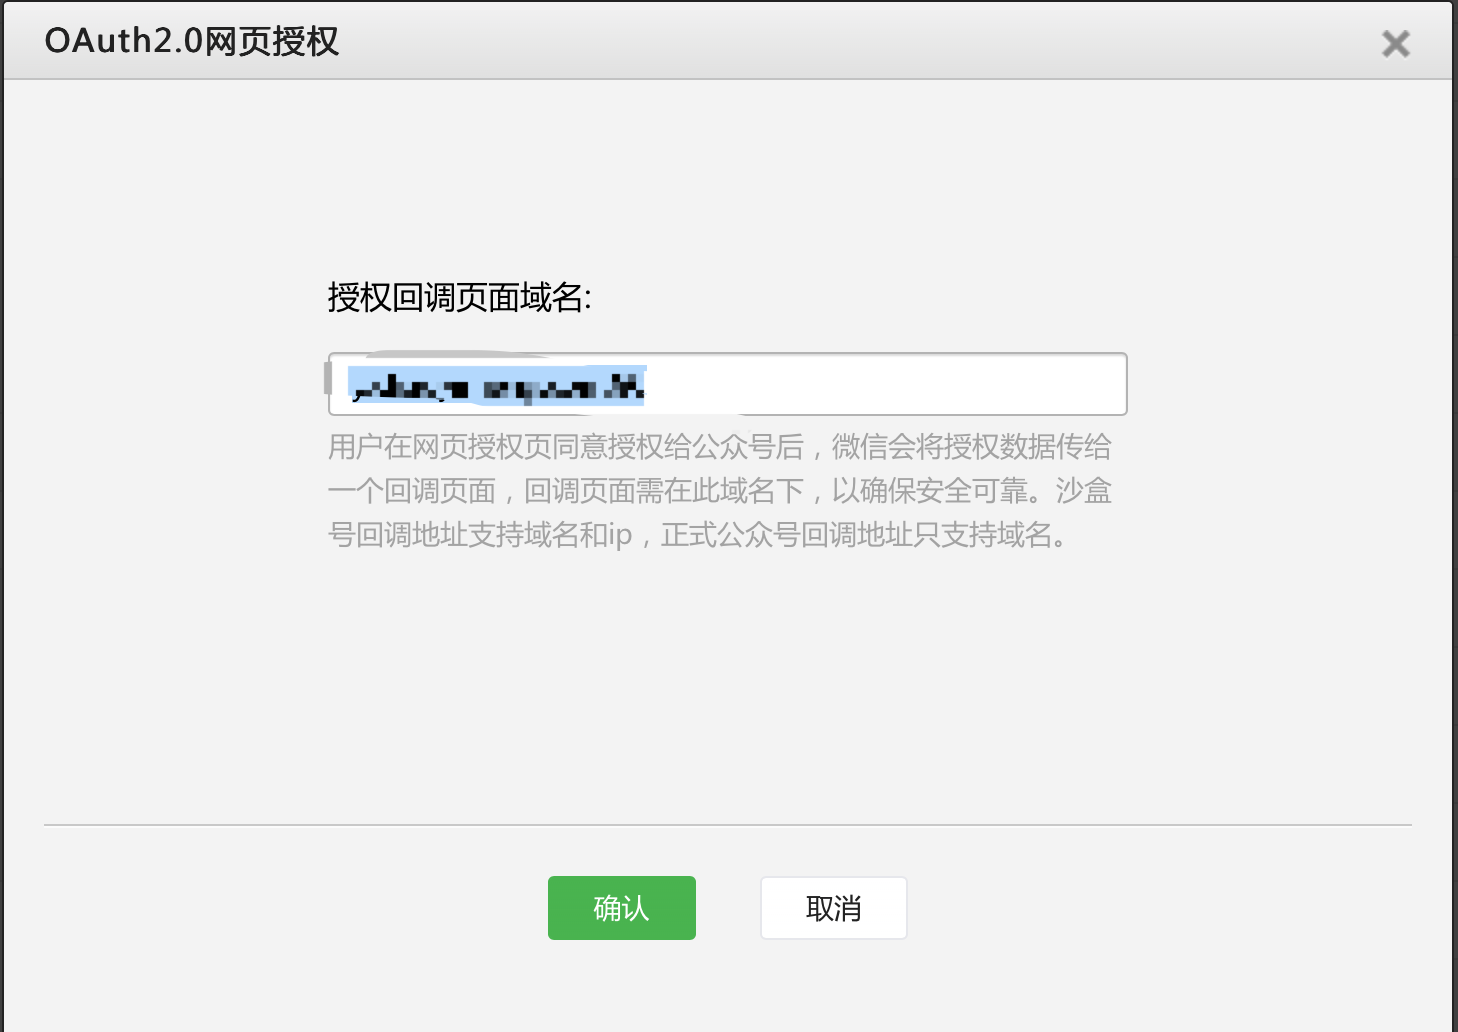 OAuth2.0网页授权
授权回调页面域名:
用户在网页授权页同意授权给公众号后，微信会将授权数据传给
一个回调页面，回调页面需在此域名下，以确保安全可靠。沙盒
号回调地址支持域名和ip，正式公众号回调地址只支持域名。
确认
取消